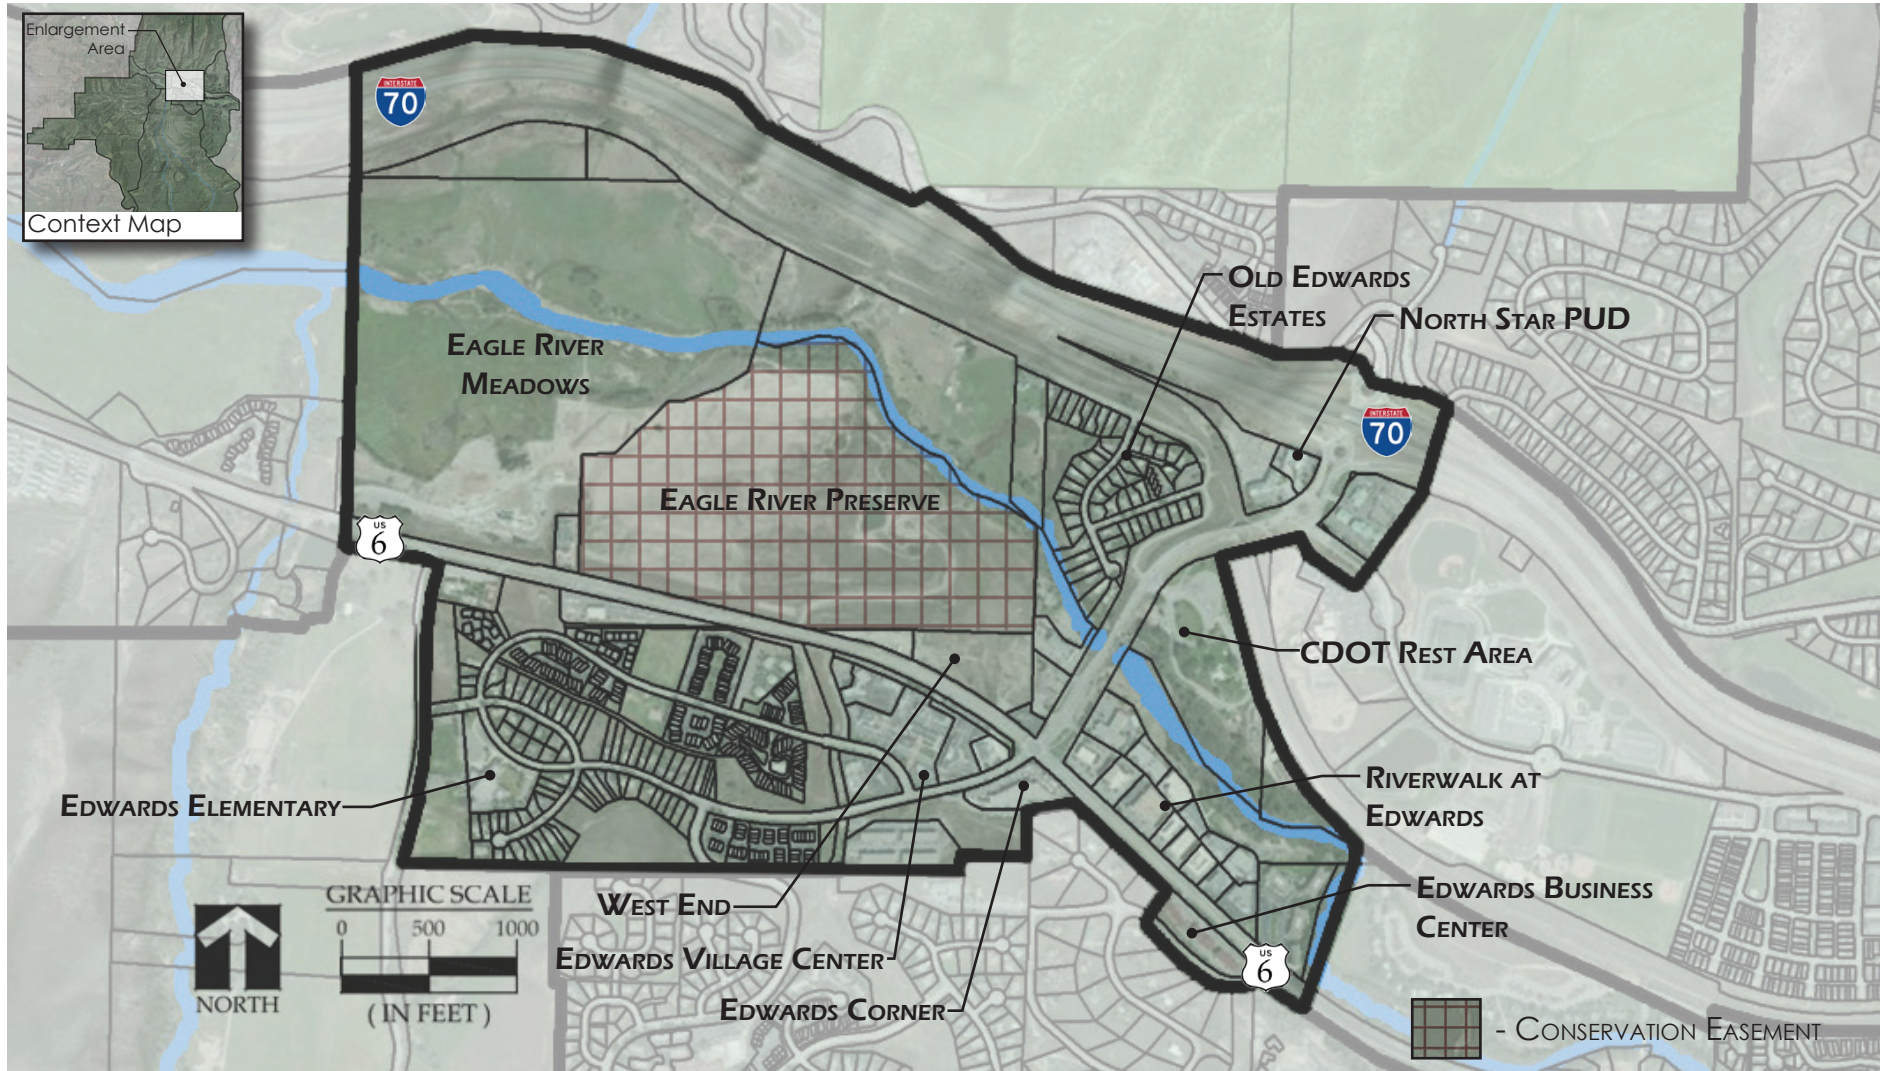 Enlargement
Area
Context Map
INTERSTATE
70
Old Edwards
Estates
North Star PUD
Eagle River
Meadows
INTERSTATE
70
Eagle River Preserve
US
6
CDOT Rest Area
Riverwalk at
Edwards
Edwards Elementary
Edwards Business
Center
West End
Edwards Village Center
Edwards Corner
US
6
GRAPHIC SCALE
0 500 1000
(IN FEET)
NORTH
- Conservation Easement